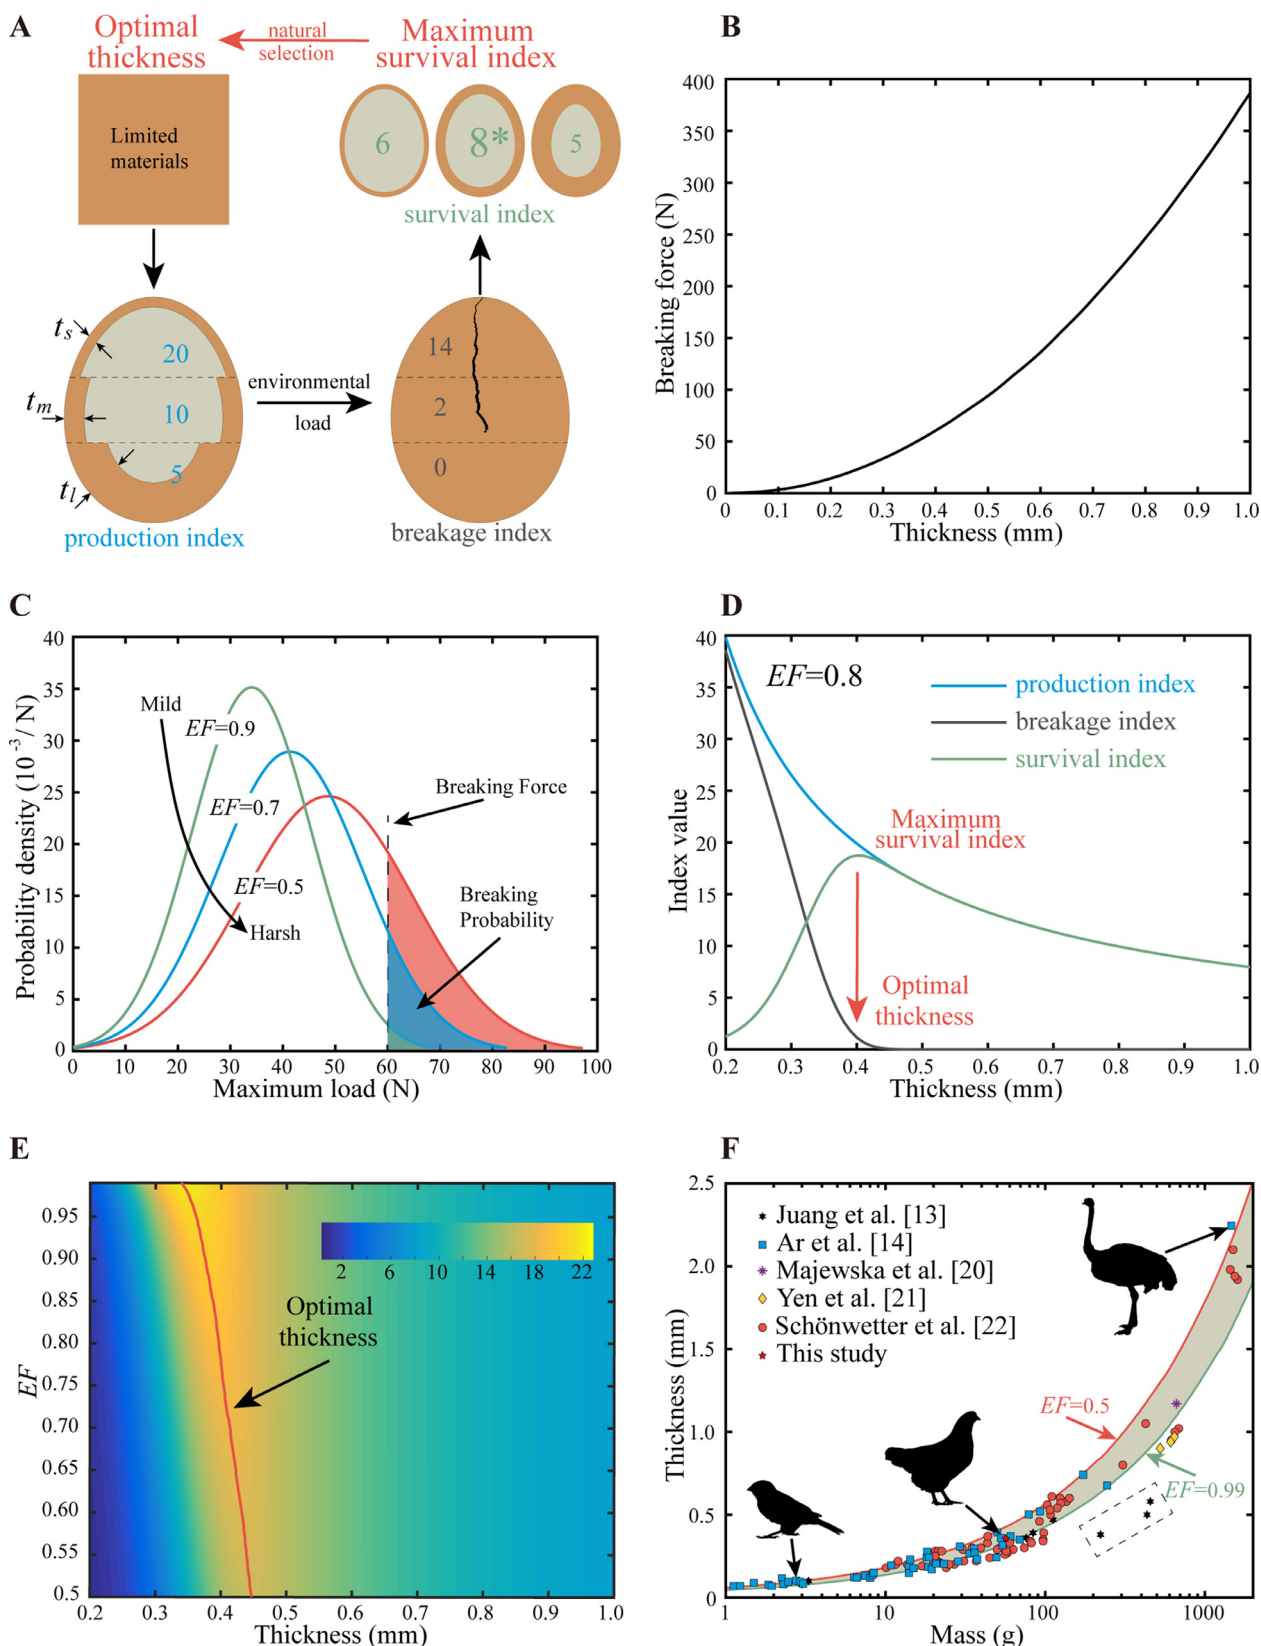 A
Optimal
thickness
natural
selection
Maximum
survival index
Limited
materials
6
8*
5
survival index
t_s
20
t_m
10
t_l
5
production index
environmental
load
14
2
0
breakage index
B
Breaking force (N)
400
350
300
250
200
150
100
50
0
0 0.1 0.2 0.3 0.4 0.5 0.6 0.7 0.8 0.9 1.0
Thickness (mm)
C
Probability density (10⁻³/ N)
40
35
30
25
20
15
10
5
0
Mild
EF=0.9
EF=0.7
EF=0.5
Harsh
Breaking Force
Breaking
Probability
0 10 20 30 40 50 60 70 80 90 100
Maximum load (N)
D
Index value
40
35
30
25
20
15
10
5
0
EF=0.8
production index
breakage index
survival index
Maximum
survival index
Optimal
thickness
0.2 0.3 0.4 0.5 0.6 0.7 0.8 0.9 1.0
Thickness (mm)
E
EF
0.95
0.90
0.85
0.80
0.75
0.70
0.65
0.60
0.55
0.5
2 6 10 14 18 22
Optimal
thickness
0.2 0.3 0.4 0.5 0.6 0.7 0.8 0.9 1.0
Thickness (mm)
F
Thickness (mm)
2.5
2.0
1.5
1.0
0.5
0
Juang et al. [13]
Ar et al. [14]
Majewska et al. [20]
Yen et al. [21]
Schönwetter et al. [22]
This study
EF=0.5
EF=0.99
1 10 100 1000
Mass (g)